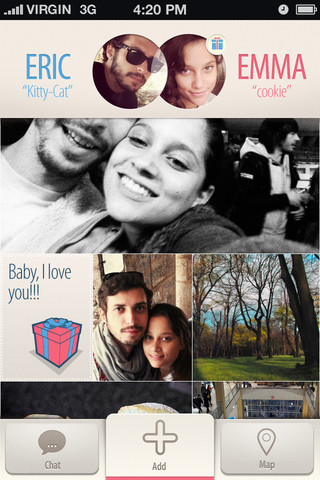 VIRGIN 3G 4:20 PM
ERIC
"Kitty-Cat"
EMMA
"cookie"
Baby, I love
you!!!
Chat
Add
Map